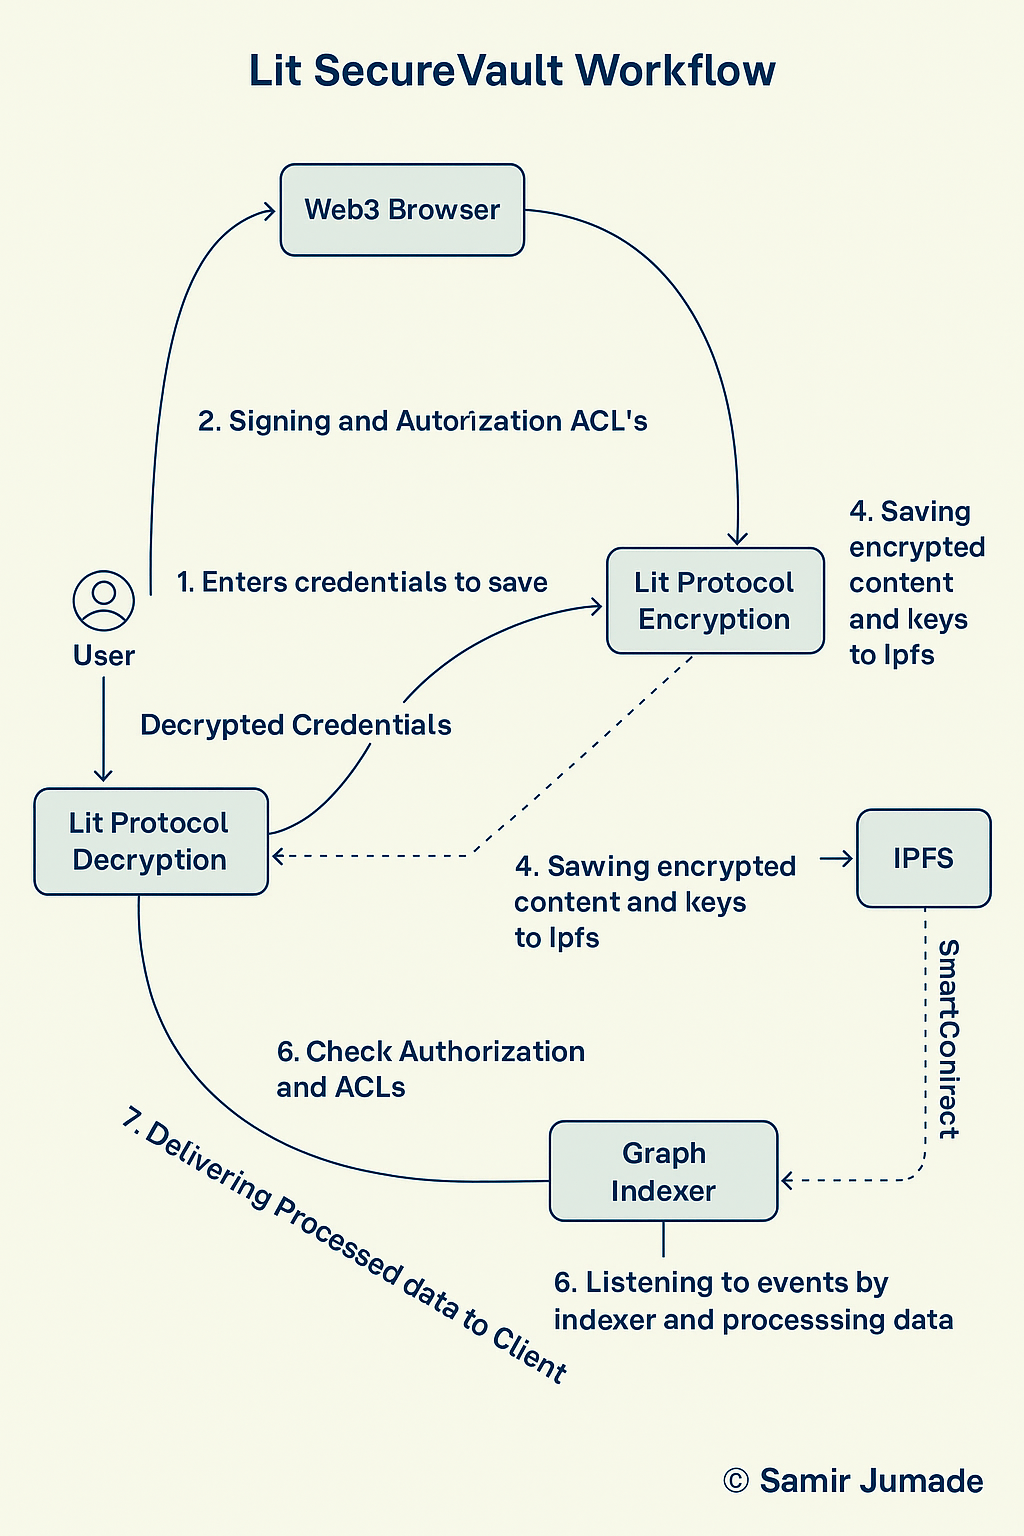 Lit SecureVault Workflow
Web3 Browser
2. Signing and Autorization ACL's
4. Saving
encrypted
content
and keys
to Ipfs
1. Enters credentials to save
Lit Protocol
Encryption
User
Decrypted Credentials
Lit Protocol
Decryption
4. Sawing encrypted
content and keys
to Ipfs
IPFS
SmartConirect
6. Check Authorization
and ACLs
7. Delivering Processed data to Client
Graph
Indexer
6. Listening to events by
indexer and processsing data
© Samir Jumade